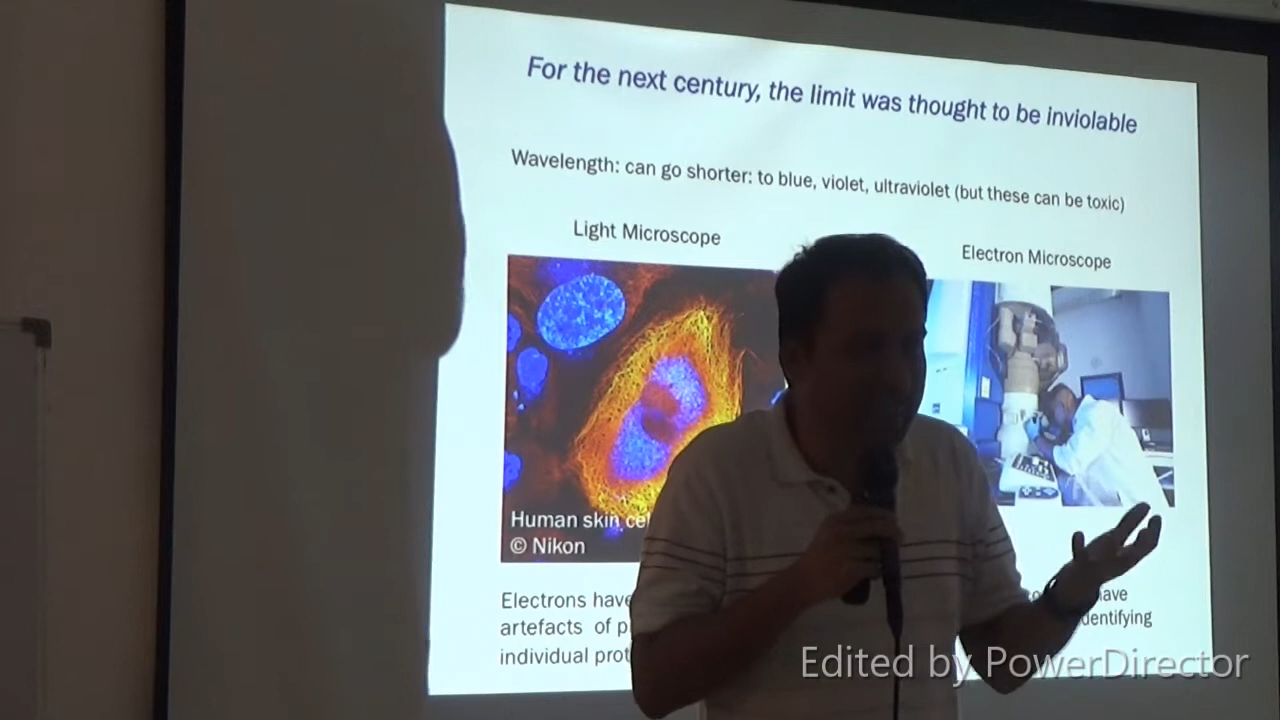 For the next century, the limit was thought to be inviolable
Wavelength: can go shorter: to blue, violet, ultraviolet (but these can be toxic)
Light Microscope
Electron Microscope
Human skin
© Nikon
Electrons have
artefacts of
individual
identifying
Edited by PowerDirector